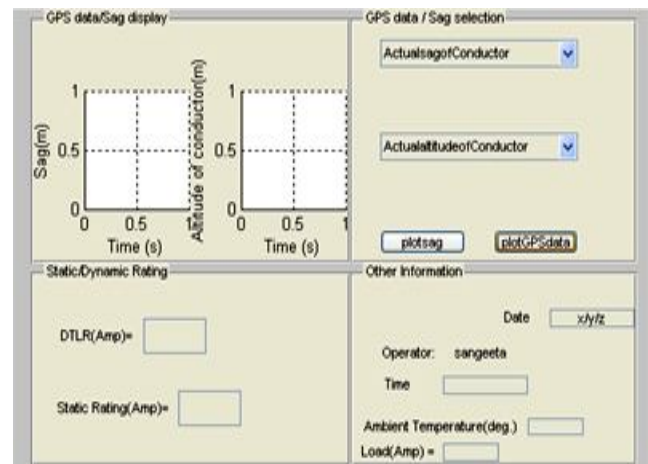 GPS data/Sag display
Sag(m)
1
0.5
0
0 0.5 1
Time (s)
Altitude of conductor(m)
1
0.5
0
0 0.5 1
Time (s)
GPS data / Sag selection
ActualsagofConductor
ActualaltitudeofConductor
plotsag plotGPSdata
Static/Dynamic Rating
DTLR(Amp)=
Static Rating(Amp)=
Other Information
Date x/y/z
Operator: sangeeta
Time
Ambient Temperature(deg.)
Load(Amp) =